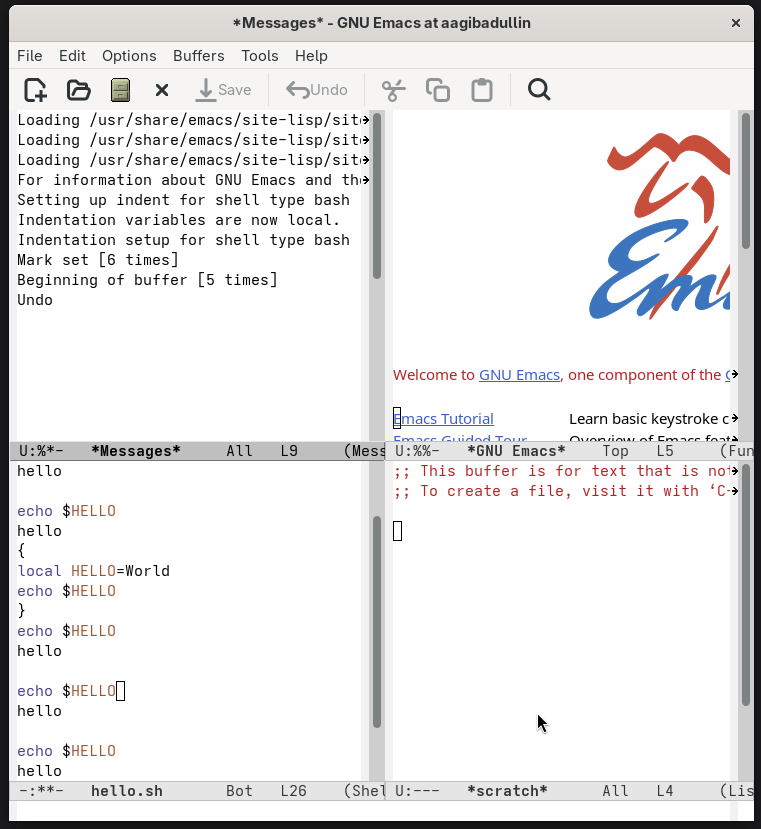 *Messages* - GNU Emacs at aagibadullin
File Edit Options Buffers Tools Help
Save Undo
Loading /usr/share/emacs/site-lisp/site
Loading /usr/share/emacs/site-lisp/site
Loading /usr/share/emacs/site-lisp/site
For information about GNU Emacs and the
Setting up indent for shell type bash
Indentation variables are now local.
Indentation setup for shell type bash
Mark set [6 times]
Beginning of buffer [5 times]
Undo
U:%*- *Messages* All L9 (Mess
Em
Welcome to GNU Emacs, one component of the G
Emacs Tutorial Learn basic keystroke c
Emacs Guided Tour Overview of Emacs feat
U:%%- *GNU Emacs* Top L5 (Fun
hello
echo $HELLO
hello
{
local HELLO=World
echo $HELLO
}
echo $HELLO
hello
echo $HELLO
hello
echo $HELLO
hello
-:**- hello.sh Bot L26 (Shel
;; This buffer is for text that is not
;; To create a file, visit it with ‘C-
U:--- *scratch* All L4 (Lis